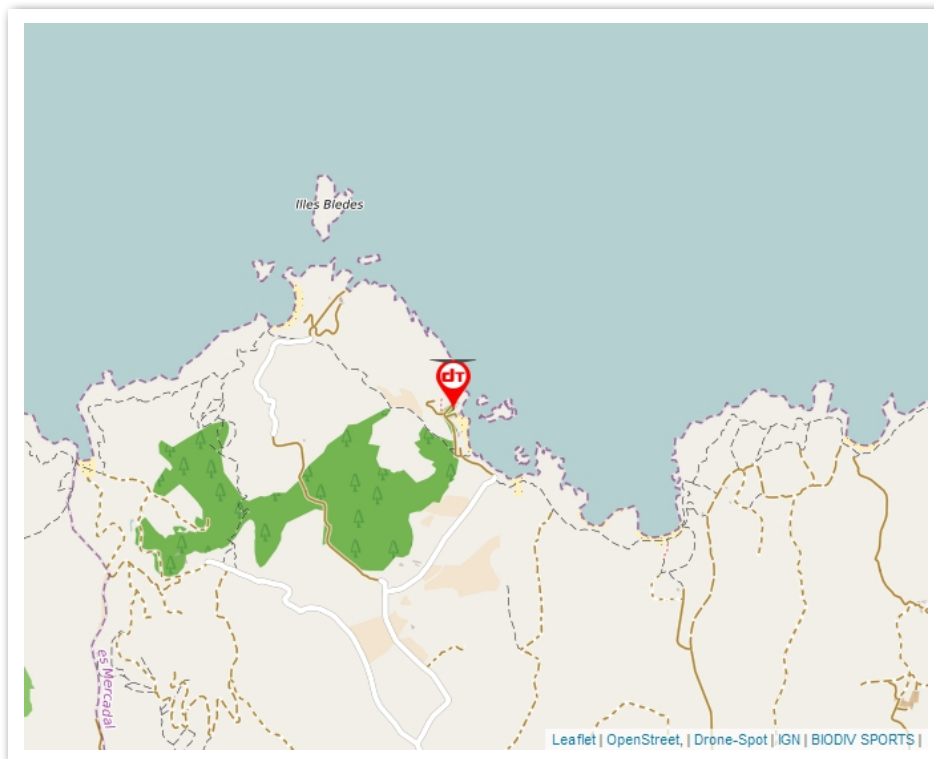 Illes Bledes
dT
es Mercadal
Leaflet | OpenStreet, | Drone-Spot | IGN | BIODIV SPORTS |